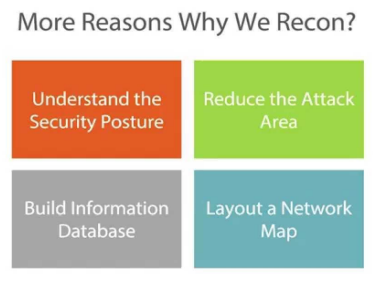 More Reasons Why We Recon?
Understand the
Security Posture
Reduce the Attack
Area
Build Information
Database
Layout a Network
Map